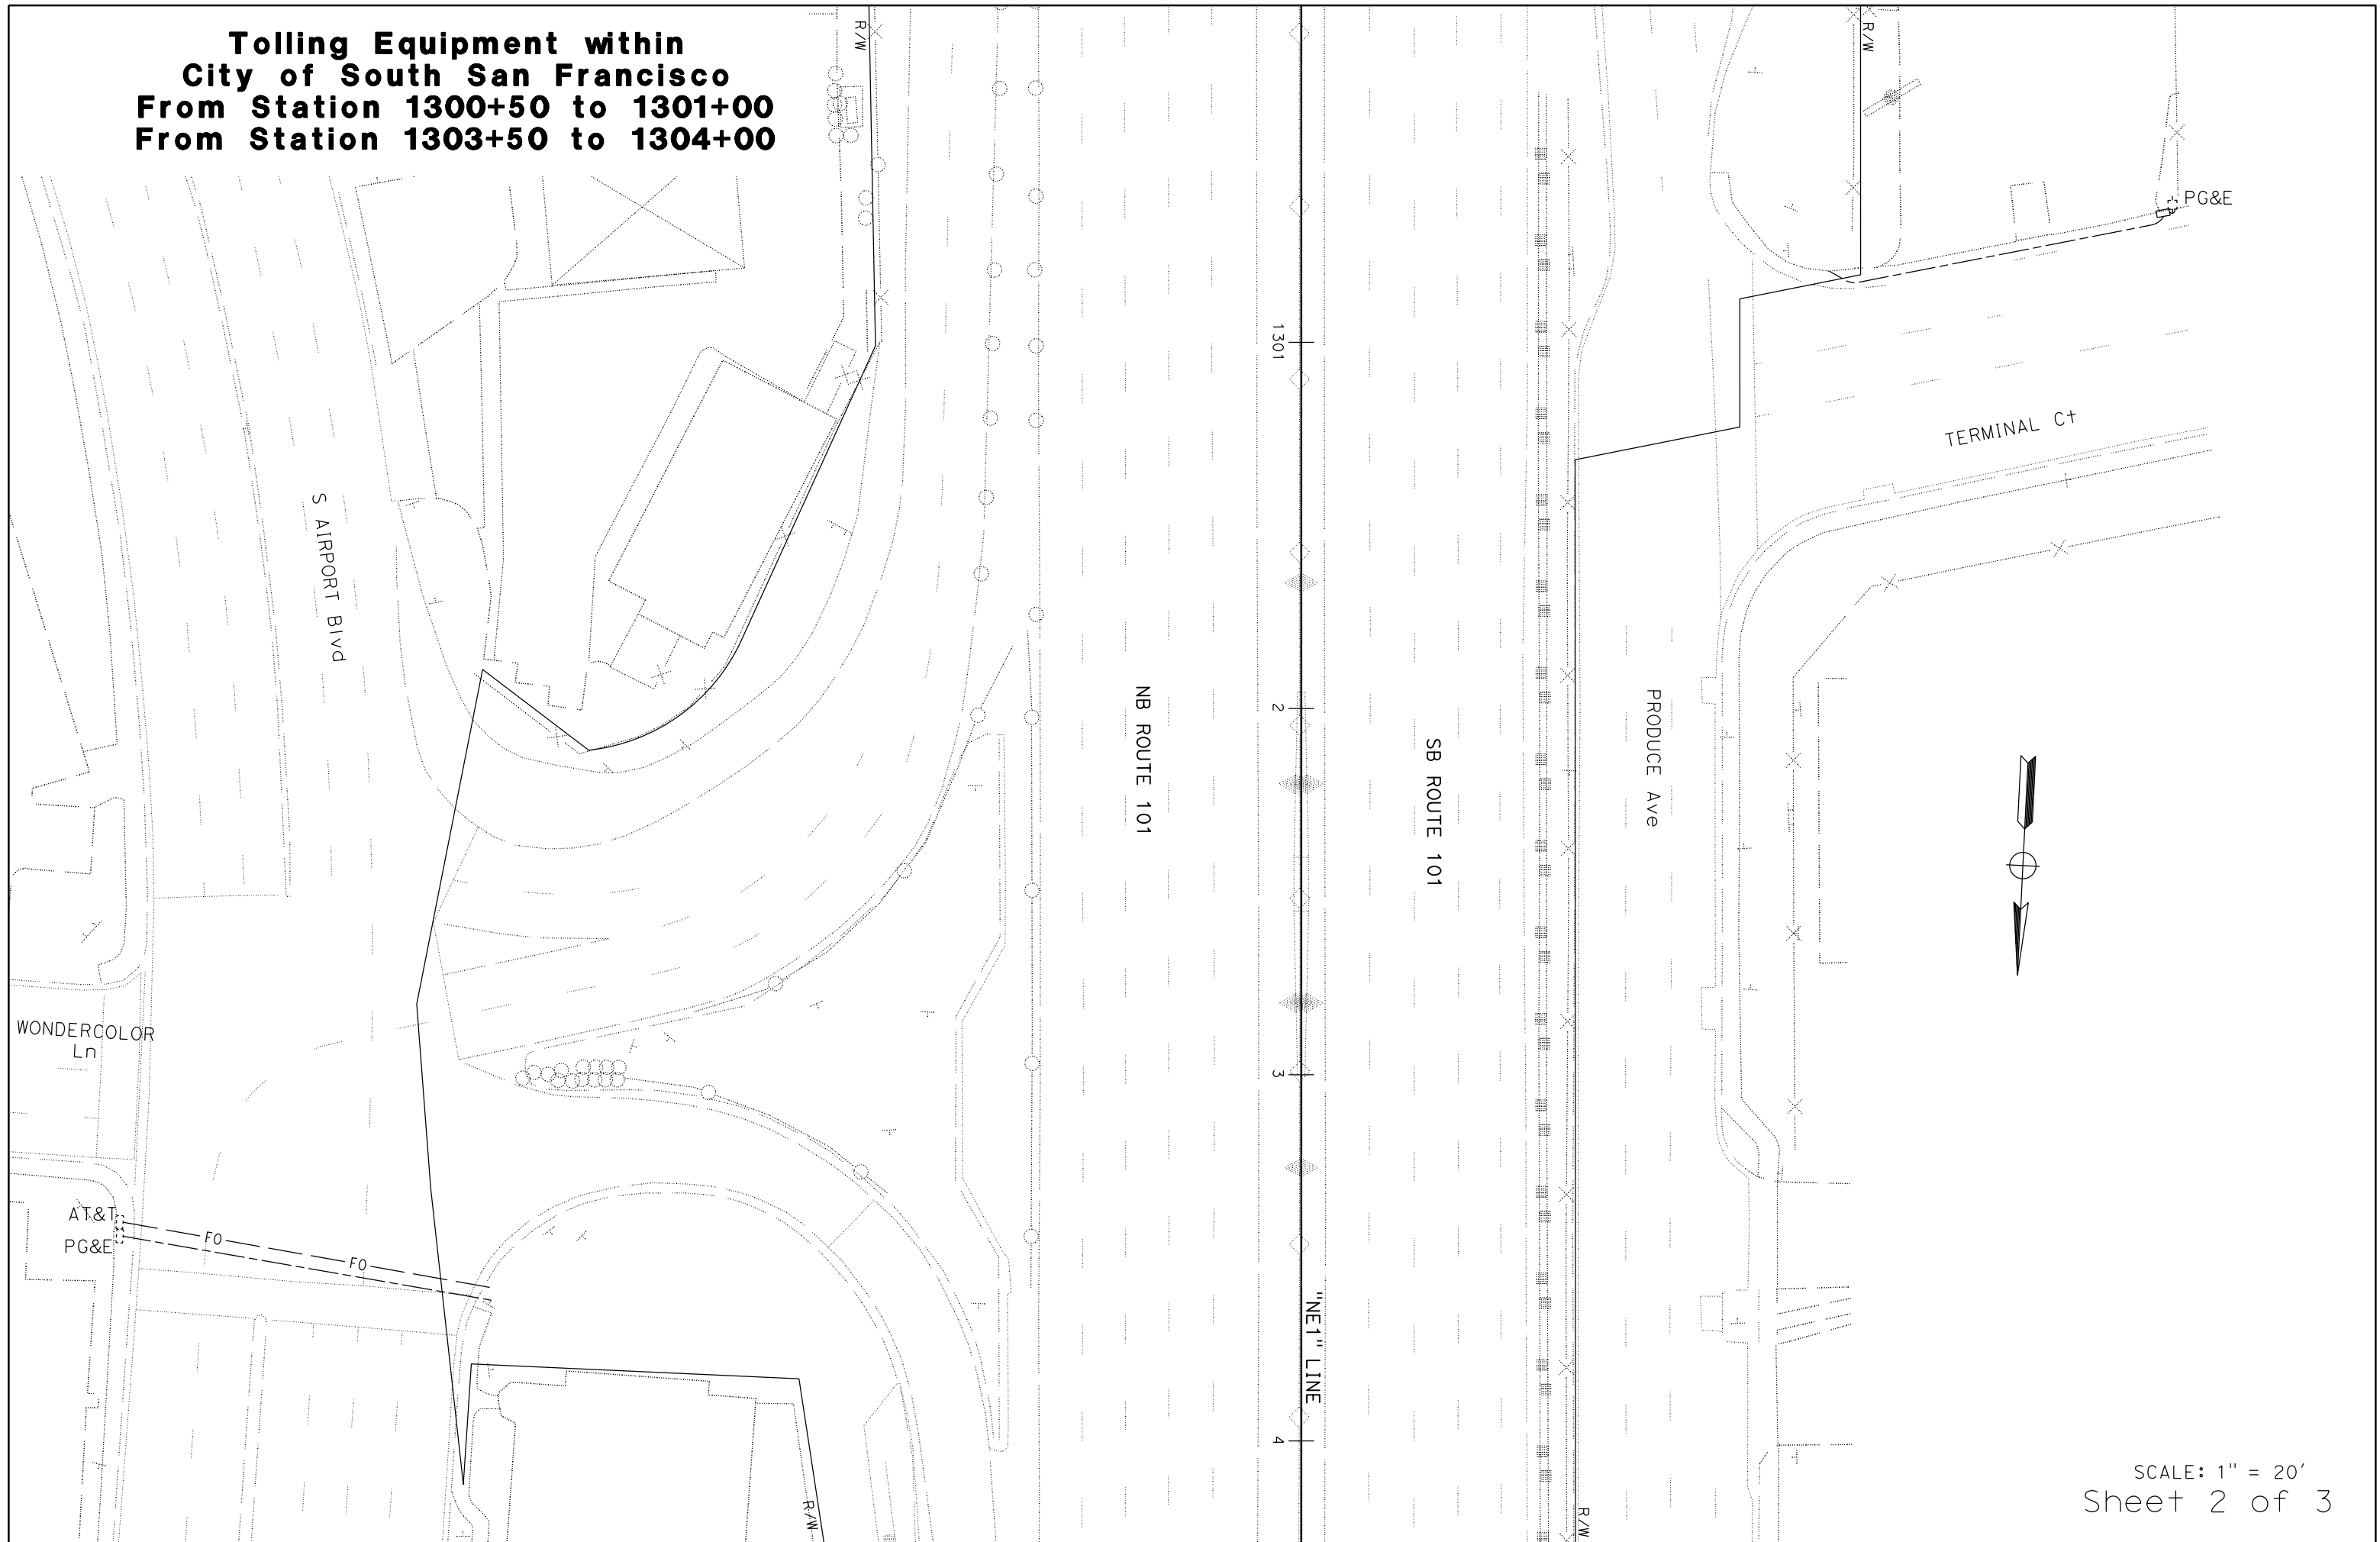 Tolling Equipment within
City of South San Francisco
From Station 1300+50 to 1301+00
From Station 1303+50 to 1304+00
R/W
R/W
PG&E
1301
TERMINAL Ct
S AIRPORT Blvd
NB ROUTE 101
2
SB ROUTE 101
PRODUCE Ave
WONDERCOLOR
Ln
3
AT&T
PG&E
FO
FO
"NE1" LINE
4
R/W
R/W
SCALE: 1" = 20'
Sheet 2 of 3